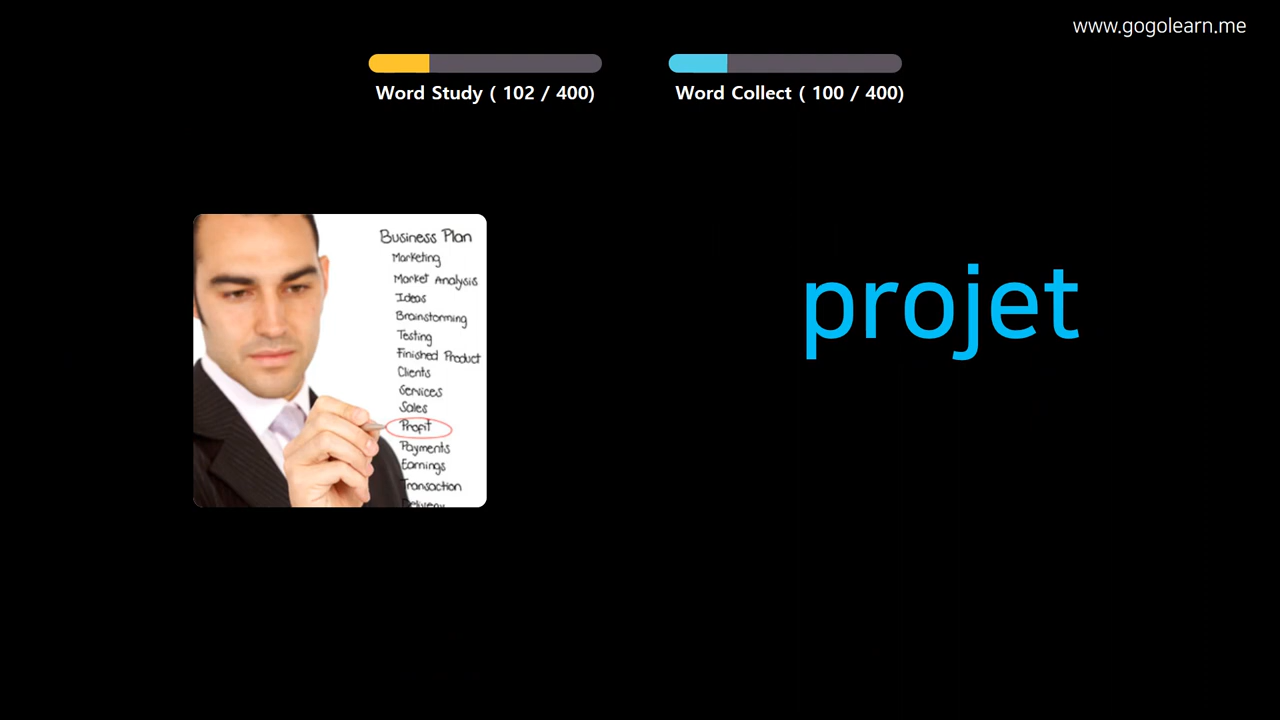 www.gogolearn.me
Word Study ( 102 / 400)
Word Collect ( 100 / 400)
Business Plan
Marketing
Market Analysis
Ideas
Brainstorming
Testing
Finished Product
Clients
Services
Sales
Profit
Payments
Earnings
Transaction
Delivery
projet